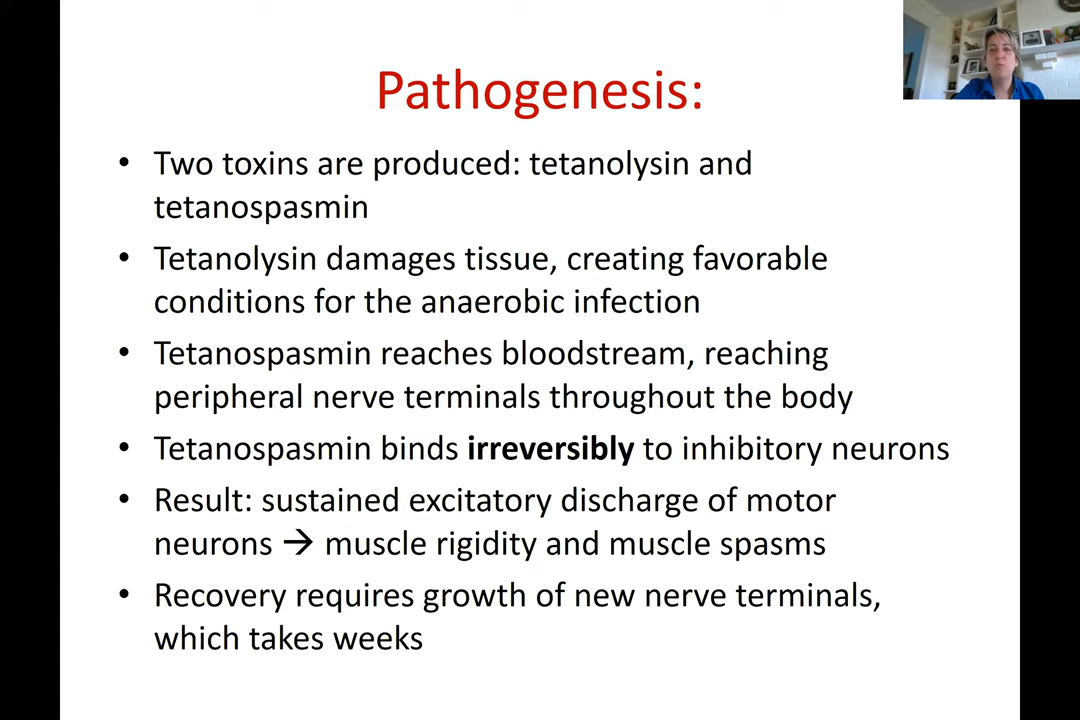 Pathogenesis:
• Two toxins are produced: tetanolysin and
tetanospasmin
• Tetanolysin damages tissue, creating favorable
conditions for the anaerobic infection
• Tetanospasmin reaches bloodstream, reaching
peripheral nerve terminals throughout the body
• Tetanospasmin binds irreversibly to inhibitory neurons
• Result: sustained excitatory discharge of motor
neurons → muscle rigidity and muscle spasms
• Recovery requires growth of new nerve terminals,
which takes weeks